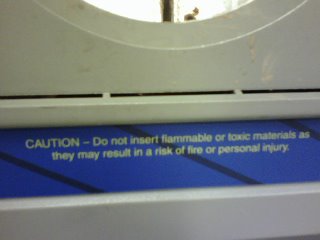 CAUTION – Do not insert flammable or toxic materials as
they may result in a risk of fire or personal injury.